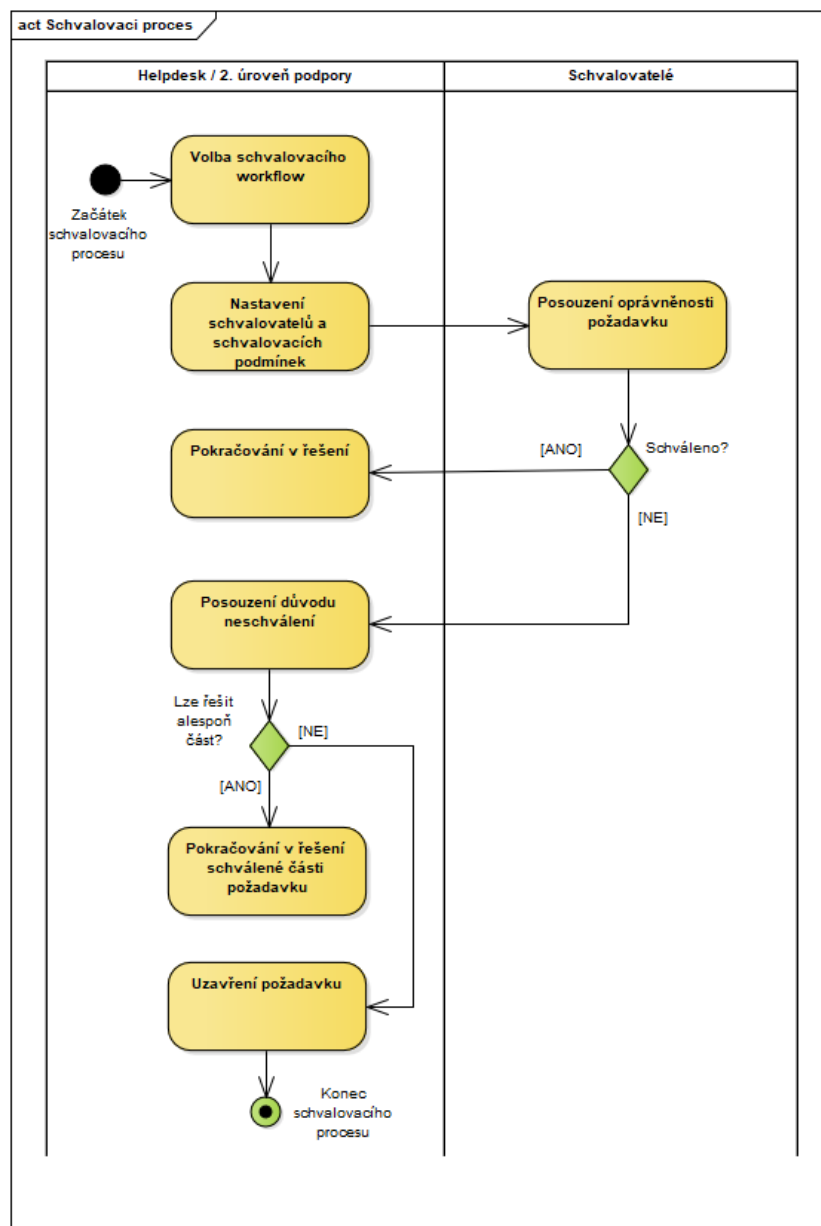 act Schvalovaci proces
Helpdesk / 2. úroveň podpory
Schvalovatelé
Volba schvalovacího
workflow
Začátek
schvalovacího
procesu
Nastavení
schvalovatelů a
schvalovacích
podmínek
Posouzení oprávněnosti
požadavku
Schváleno?
[ANO]
Pokračování v řešení
[NE]
Posouzení důvodu
neschválení
Lze řešit
alespoň
část?
[NE]
[ANO]
Pokračování v řešení
schválené části
požadavku
Uzavření požadavku
Konec
schvalovacího
procesu